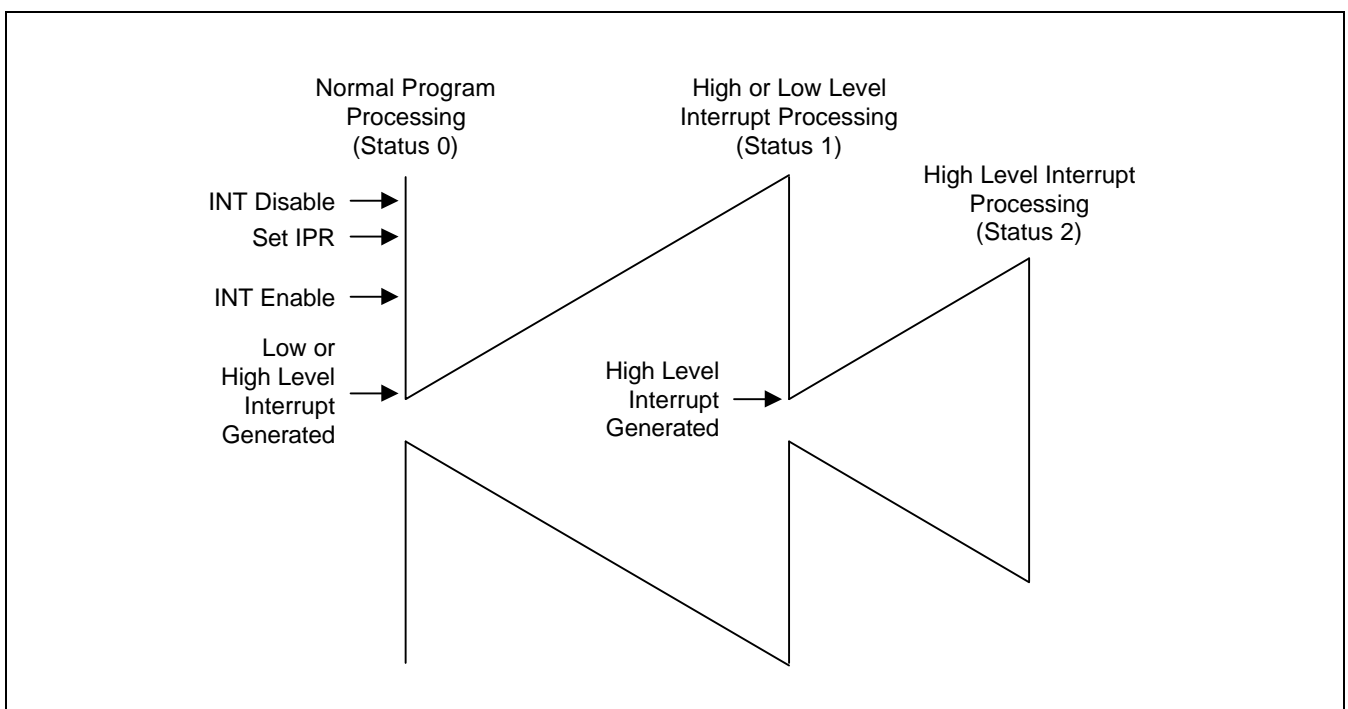 Normal Program
Processing
(Status 0)
High or Low Level
Interrupt Processing
(Status 1)
High Level Interrupt
Processing
(Status 2)
INT Disable
Set IPR
INT Enable
Low or
High Level
Interrupt
Generated
High Level
Interrupt
Generated